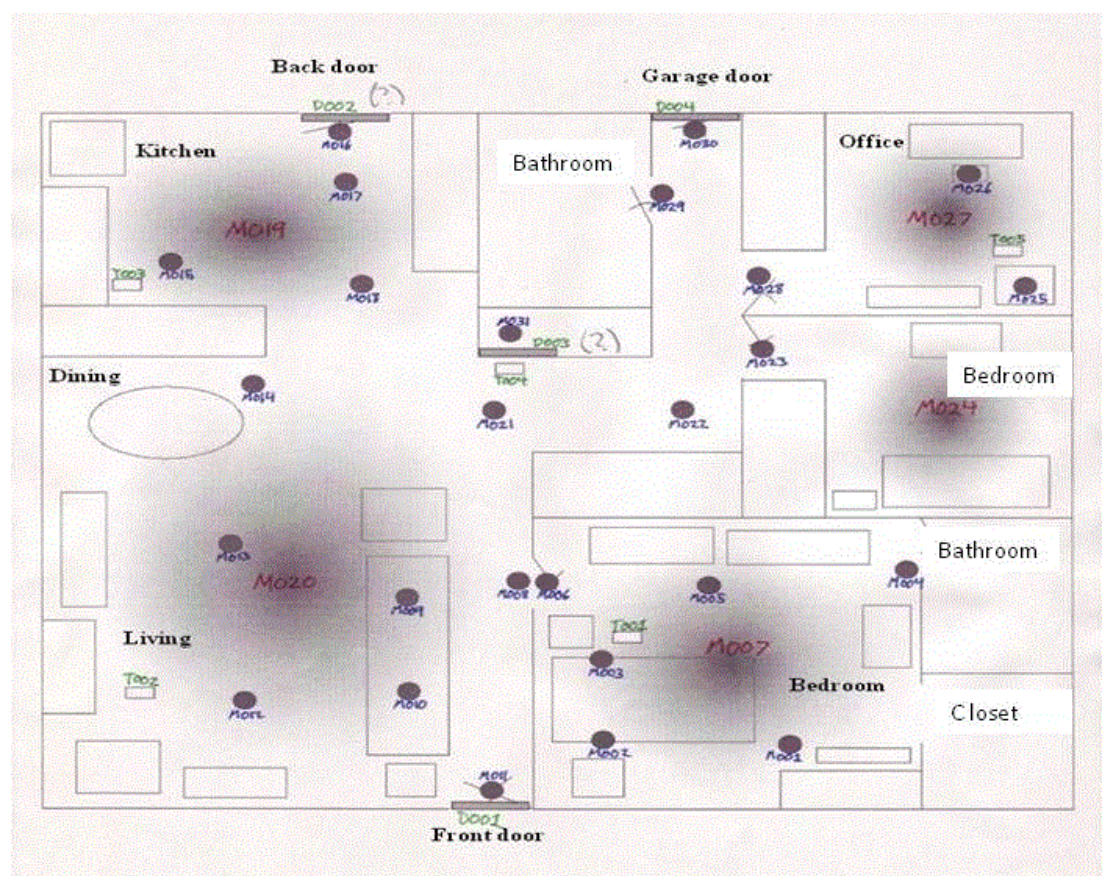 Back door
Garage door
D002 (?)
D004
M016
M030
Kitchen
Bathroom
Office
M017
M029
M026
M019
M027
T005
T003
M015
M018
M028
M025
M031
D003 (?)
T004
M023
Bedroom
Dining
M014
M021
M022
M024
M013
M020
M009
M008
M006
M005
M004
Bathroom
T001
M007
M003
Living
T002
M012
M010
Bedroom
Closet
M002
M001
M011
D001
Front door